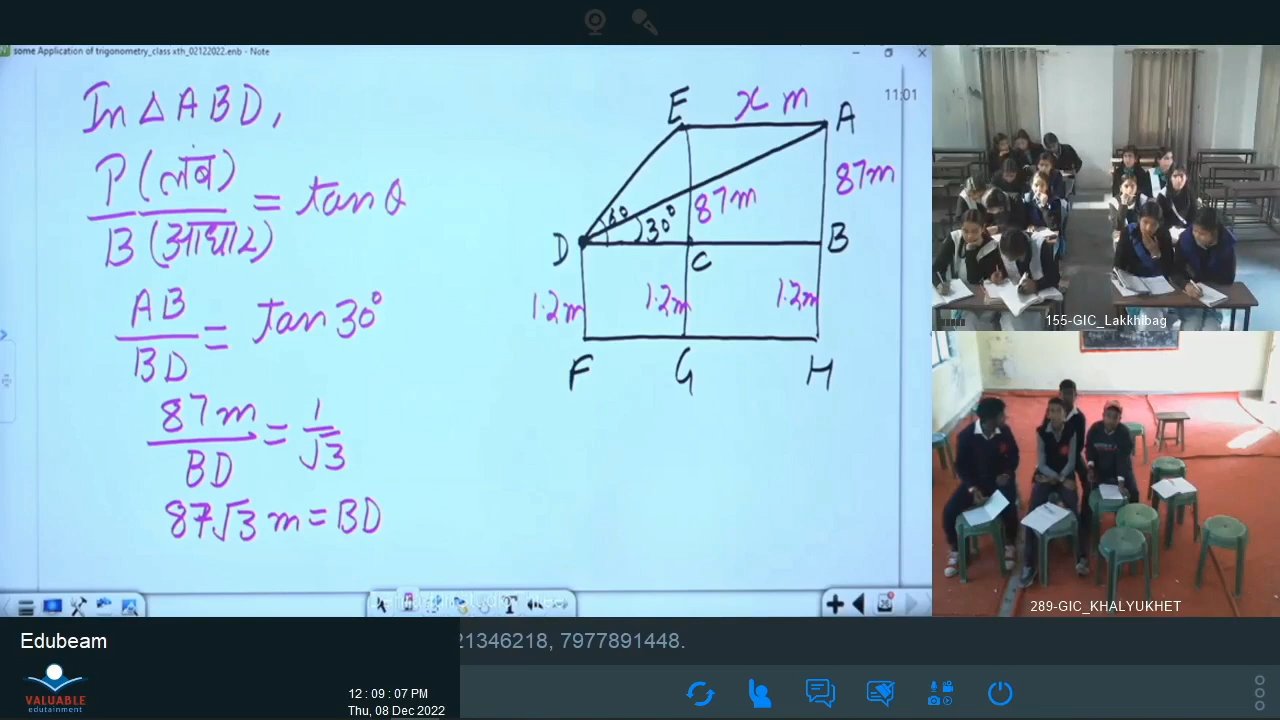 some Application of trigonometry_class xth_02122022.enb - Note
11:01
In △ABD,
P(लंब)
B(आधार)
= tan θ
AB
BD
= tan30°
87m
BD
= 1
√3
87√3 m = BD
E
x m
A
87m
87m
60
30°
D
C
B
1.2m
1.2m
1.2m
F
G
H
155-GIC_Lakkhibag
289-GIC_KHALYUKHET
Edubeam
21346218, 7977891448.
VALUABLE
edutainment
12 : 09 : 07 PM
Thu, 08 Dec 2022